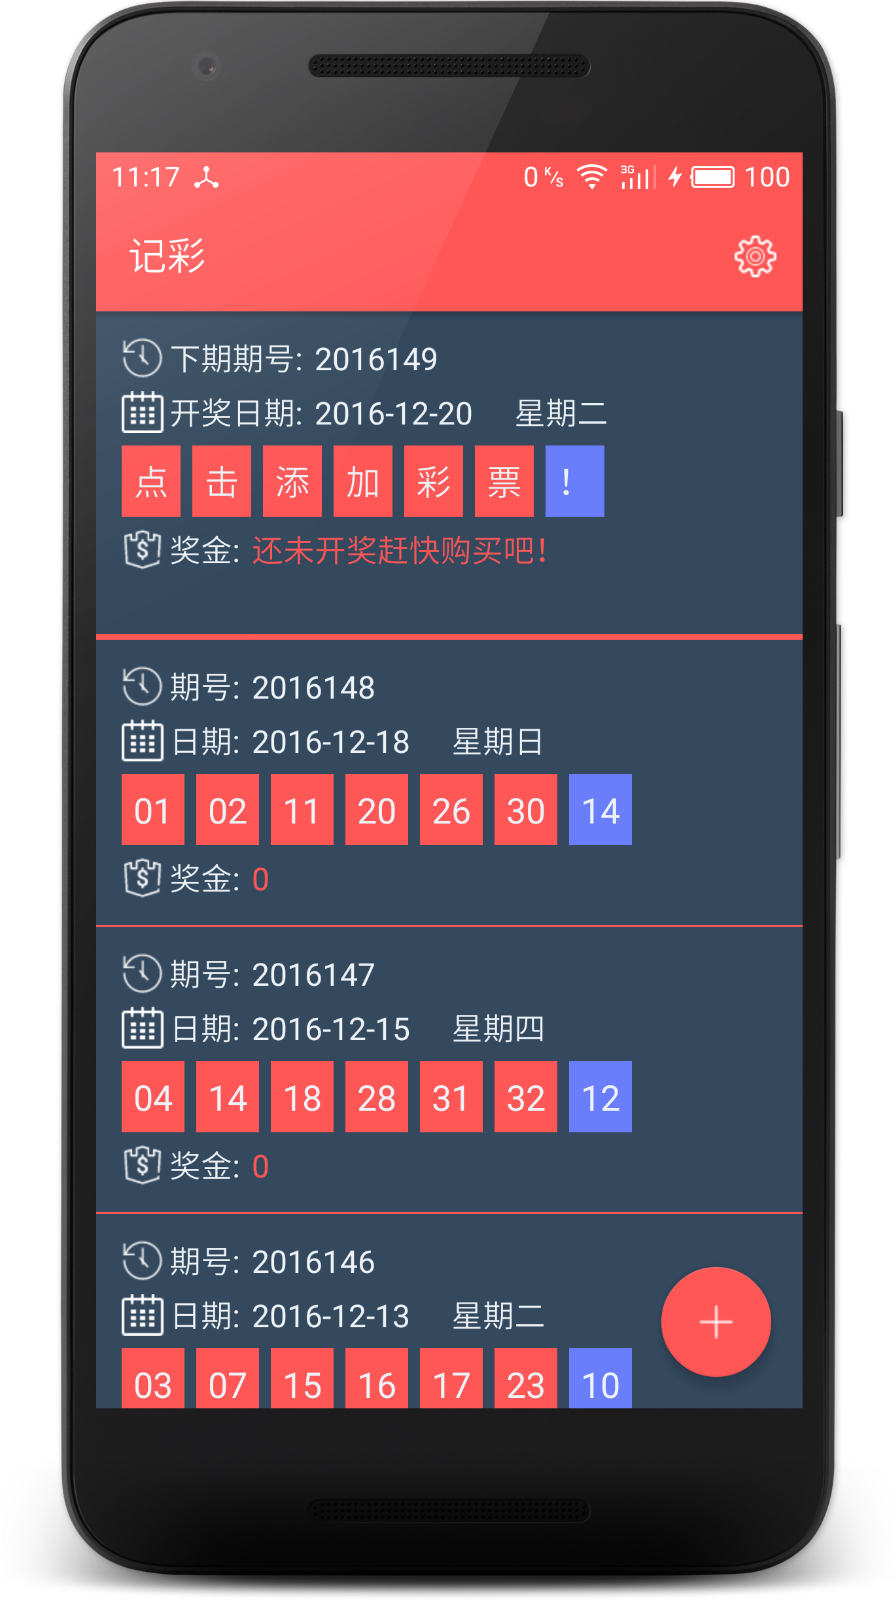 11:17 0 K/S 3G 100
记彩
下期期号: 2016149
开奖日期: 2016-12-20 星期二
点 击 添 加 彩 票 !
奖金: 还未开奖赶快购买吧!
期号: 2016148
日期: 2016-12-18 星期日
01 02 11 20 26 30 14
奖金: 0
期号: 2016147
日期: 2016-12-15 星期四
04 14 18 28 31 32 12
奖金: 0
期号: 2016146
日期: 2016-12-13 星期二
03 07 15 16 17 23 10